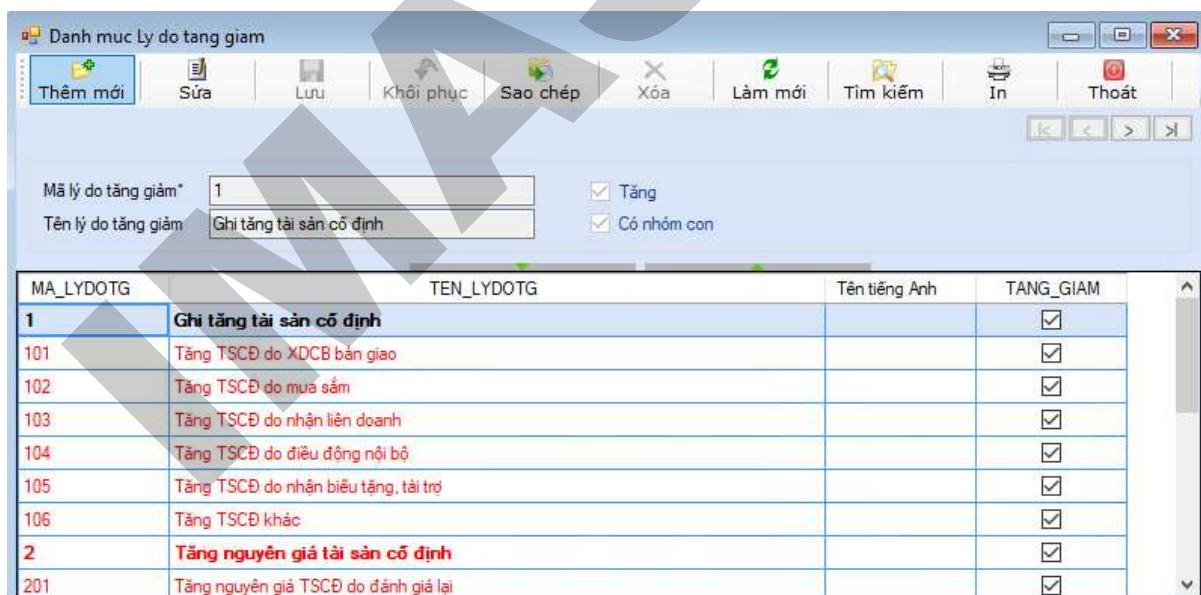 Danh muc Ly do tang giam
Thêm mới Sửa Lưu Khôi phục Sao chép Xóa Làm mới Tìm kiếm In Thoát
Mã lý do tăng giảm* 1 Tăng
Tên lý do tăng giảm Ghi tăng tài sản cố định Có nhóm con
MA_LYDOTG TEN_LYDOTG Tên tiếng Anh TANG_GIAM
1 Ghi tăng tài sản cố định
101 Tăng TSCĐ do XDCB bàn giao
102 Tăng TSCĐ do mua sắm
103 Tăng TSCĐ do nhận liên doanh
104 Tăng TSCĐ do điều động nội bộ
105 Tăng TSCĐ do nhận biếu tặng, tài trợ
106 Tăng TSCĐ khác
2 Tăng nguyên giá tài sản cố định
201 Tăng nguyên giá TSCĐ do đánh giá lại